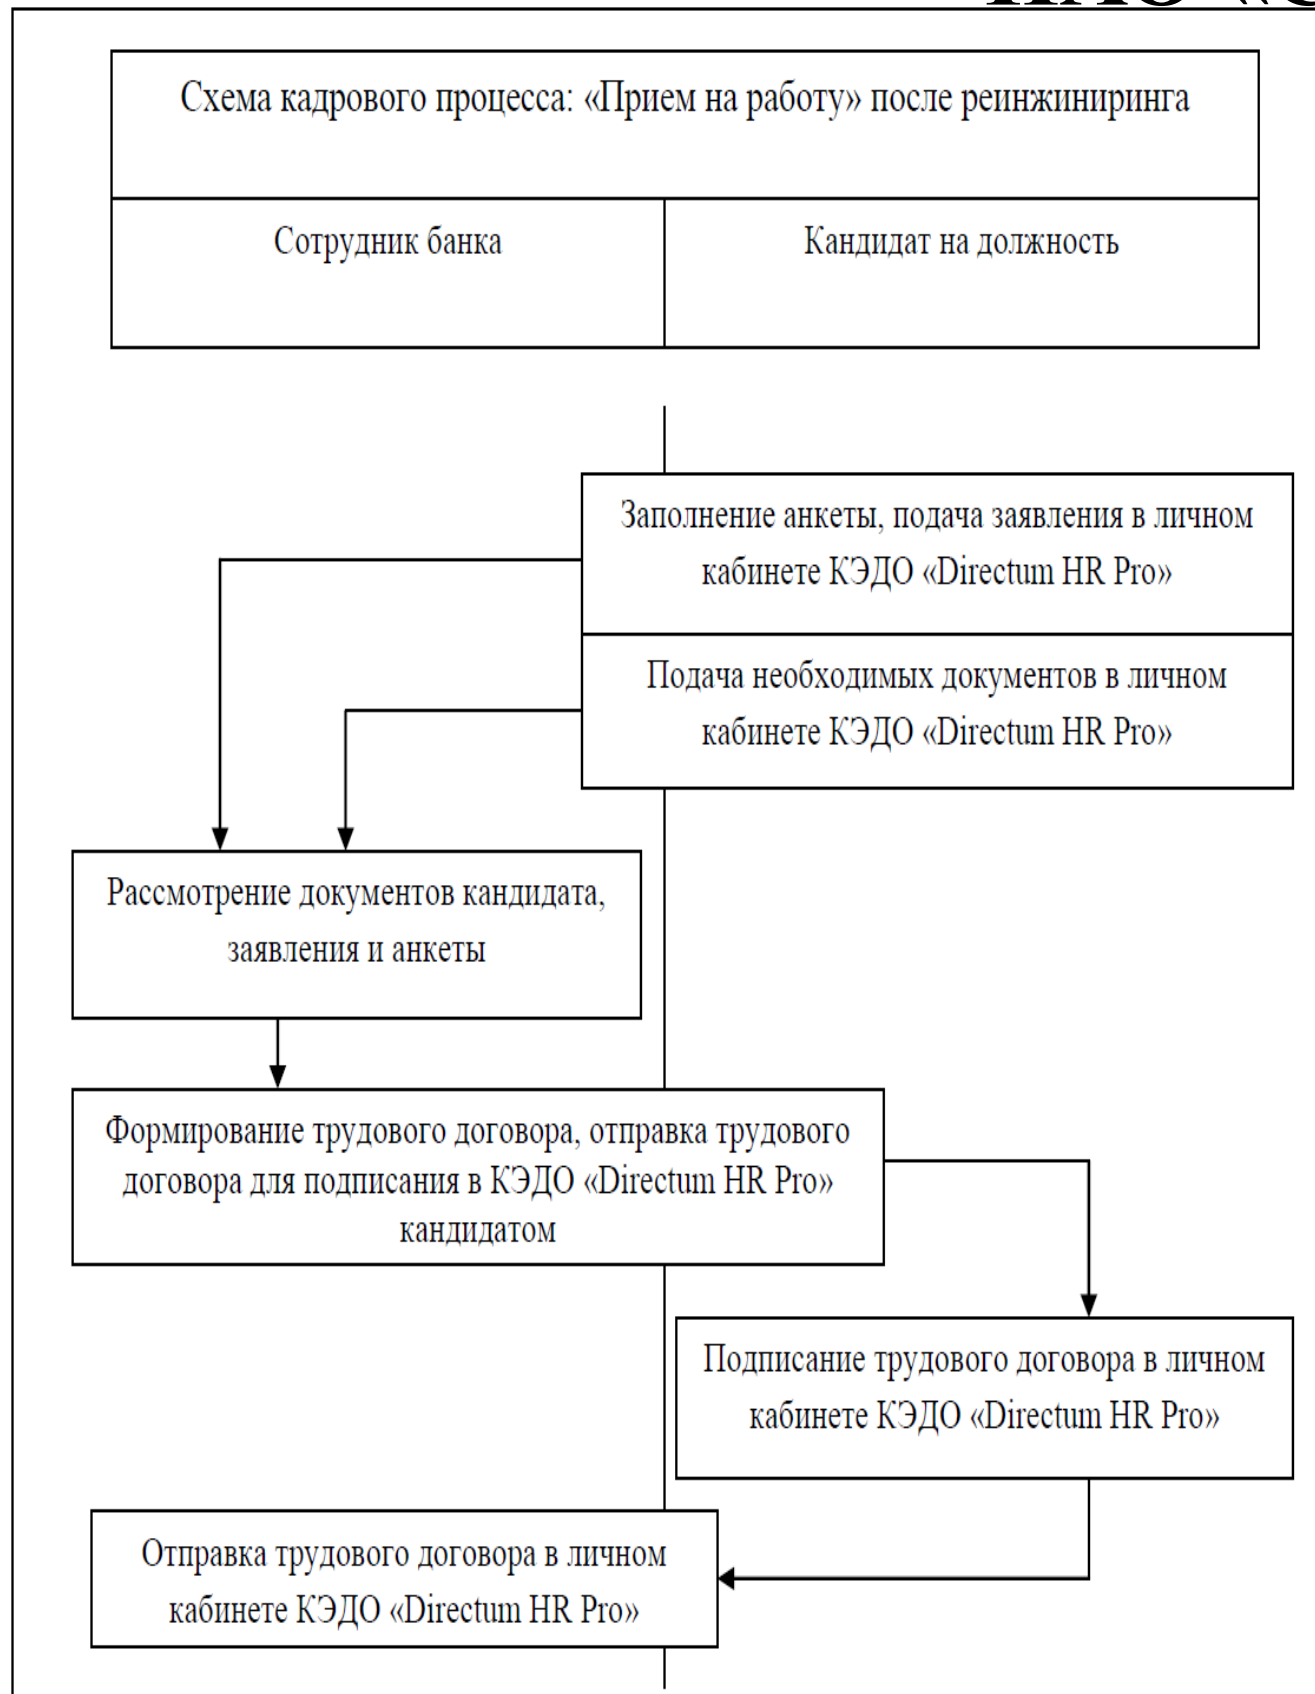 Схема кадрового процесса: «Прием на работу» после реинжиниринга
Сотрудник банка
Кандидат на должность
Заполнение анкеты, подача заявления в личном
кабинете КЭДО «Directum HR Pro»
Подача необходимых документов в личном
кабинете КЭДО «Directum HR Pro»
Рассмотрение документов кандидата,
заявления и анкеты
Формирование трудового договора, отправка трудового
договора для подписания в КЭДО «Directum HR Pro»
кандидатом
Подписание трудового договора в личном
кабинете КЭДО «Directum HR Pro»
Отправка трудового договора в личном
кабинете КЭДО «Directum HR Pro»